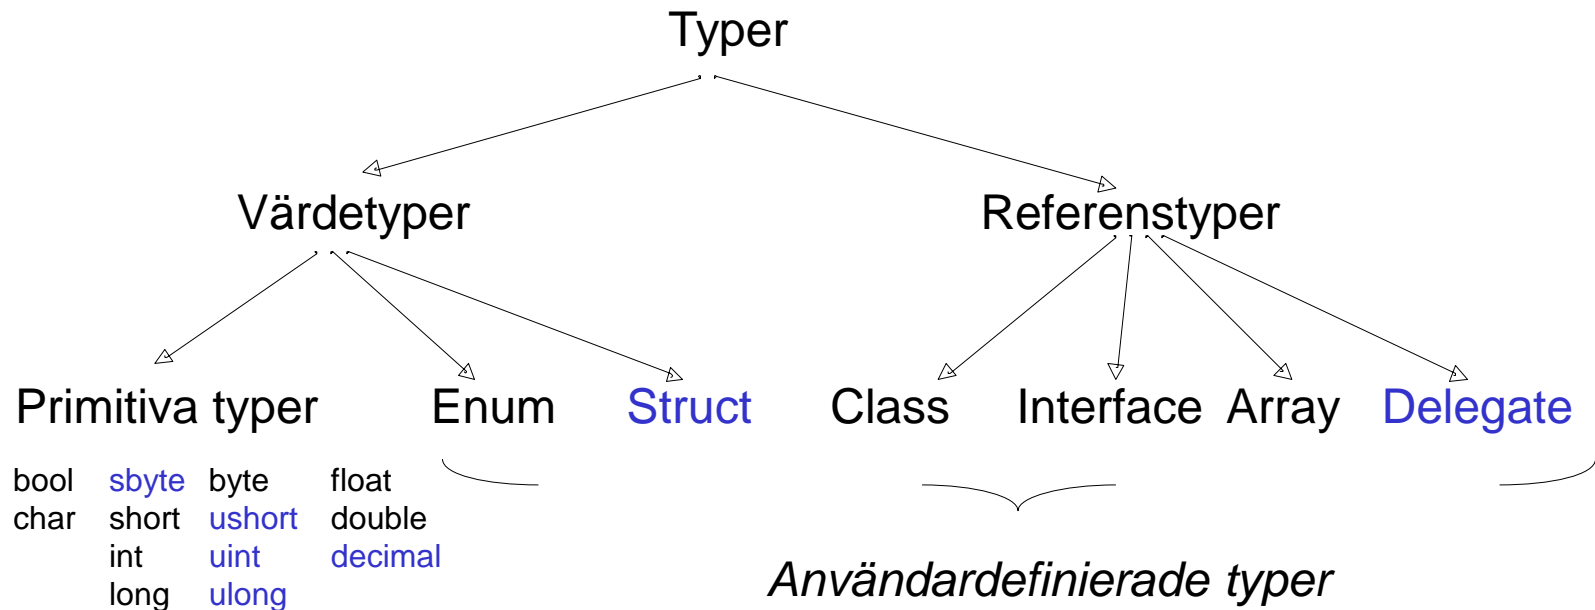 Typer
Värdetyper Referenstyper
Primitiva typer Enum Struct Class Interface Array Delegate
bool sbyte byte float
char short ushort double
int uint decimal
long ulong
Användardefinierade typer